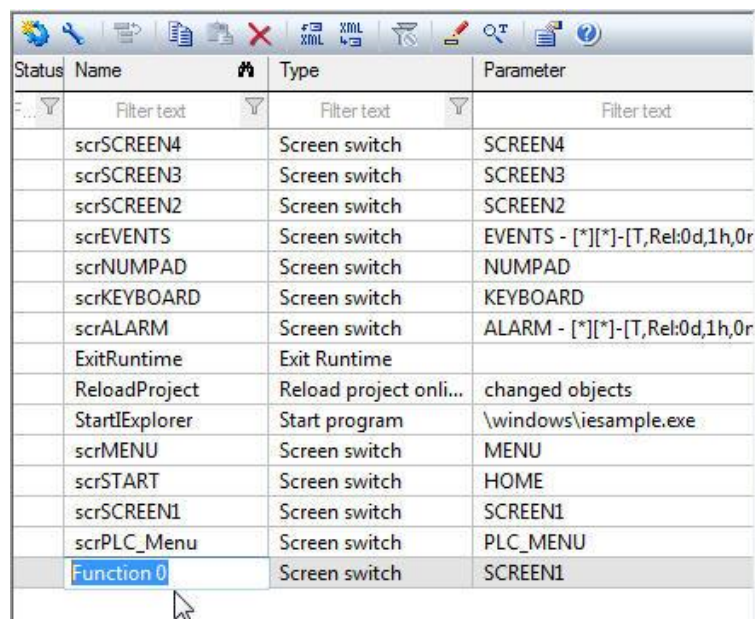 XML XML
Status Name Type Parameter
F... Filter text Filter text Filter text
scrSCREEN4 Screen switch SCREEN4
scrSCREEN3 Screen switch SCREEN3
scrSCREEN2 Screen switch SCREEN2
scrEVENTS Screen switch EVENTS - [*][*]-[T,Rel:0d,1h,0r
scrNUMPAD Screen switch NUMPAD
scrKEYBOARD Screen switch KEYBOARD
scrALARM Screen switch ALARM - [*][*]-[T,Rel:0d,1h,0r
ExitRuntime Exit Runtime
ReloadProject Reload project onli... changed objects
StartIExplorer Start program \windows\iesample.exe
scrMENU Screen switch MENU
scrSTART Screen switch HOME
scrSCREEN1 Screen switch SCREEN1
scrPLC_Menu Screen switch PLC_MENU
Function 0 Screen switch SCREEN1